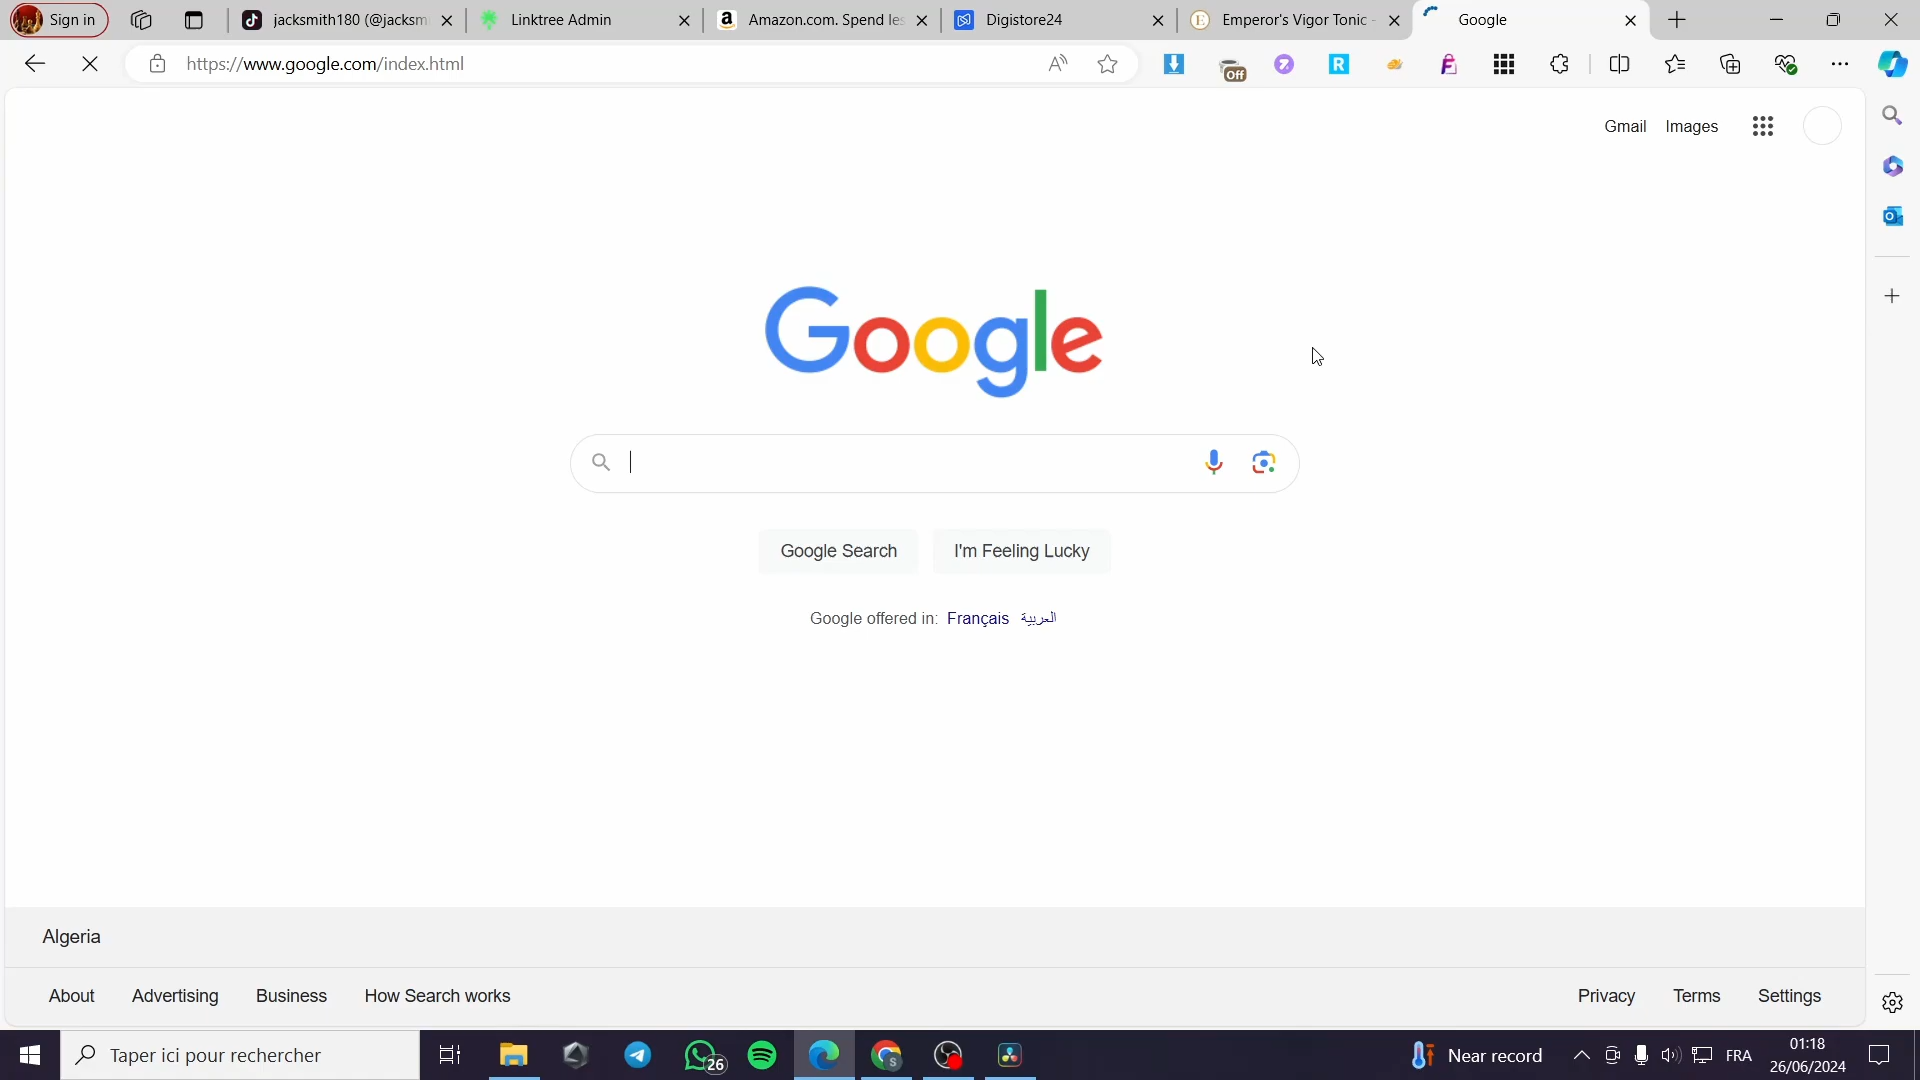 Sign in
jacksmith180 (@jacksm
Linktree Admin
Amazon.com. Spend les
Digistore24
Emperor's Vigor Tonic -
Google
https://www.google.com/index.html
Off
Gmail
Images
Google
Google Search
I'm Feeling Lucky
Google offered in: Français العربية
Algeria
About
Advertising
Business
How Search works
Privacy
Terms
Settings
Taper ici pour rechercher
26
Near record
FRA
01:18
26/06/2024